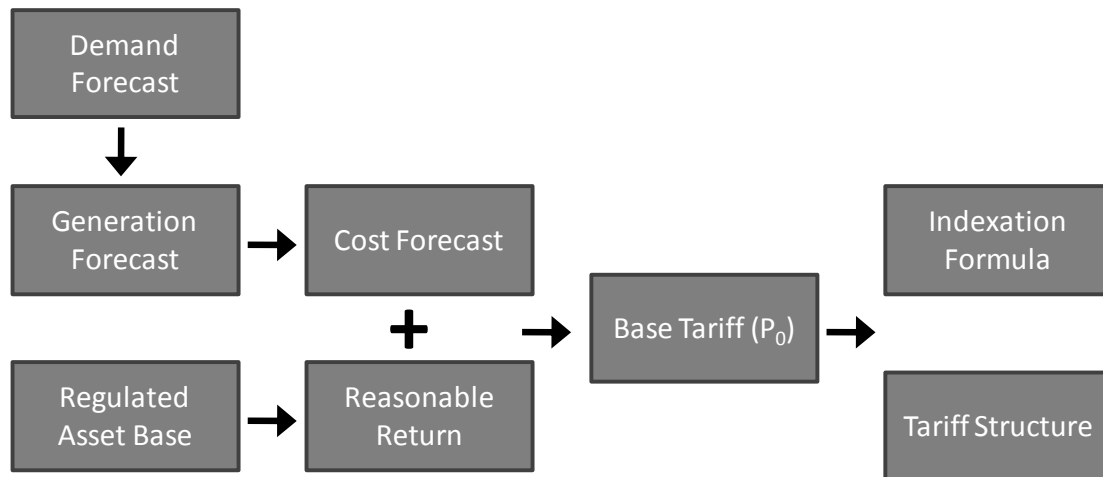 Demand
Forecast
Generation
Forecast
Cost Forecast
Indexation
Formula
+
Base Tariff (P₀)
Regulated
Asset Base
Reasonable
Return
Tariff Structure